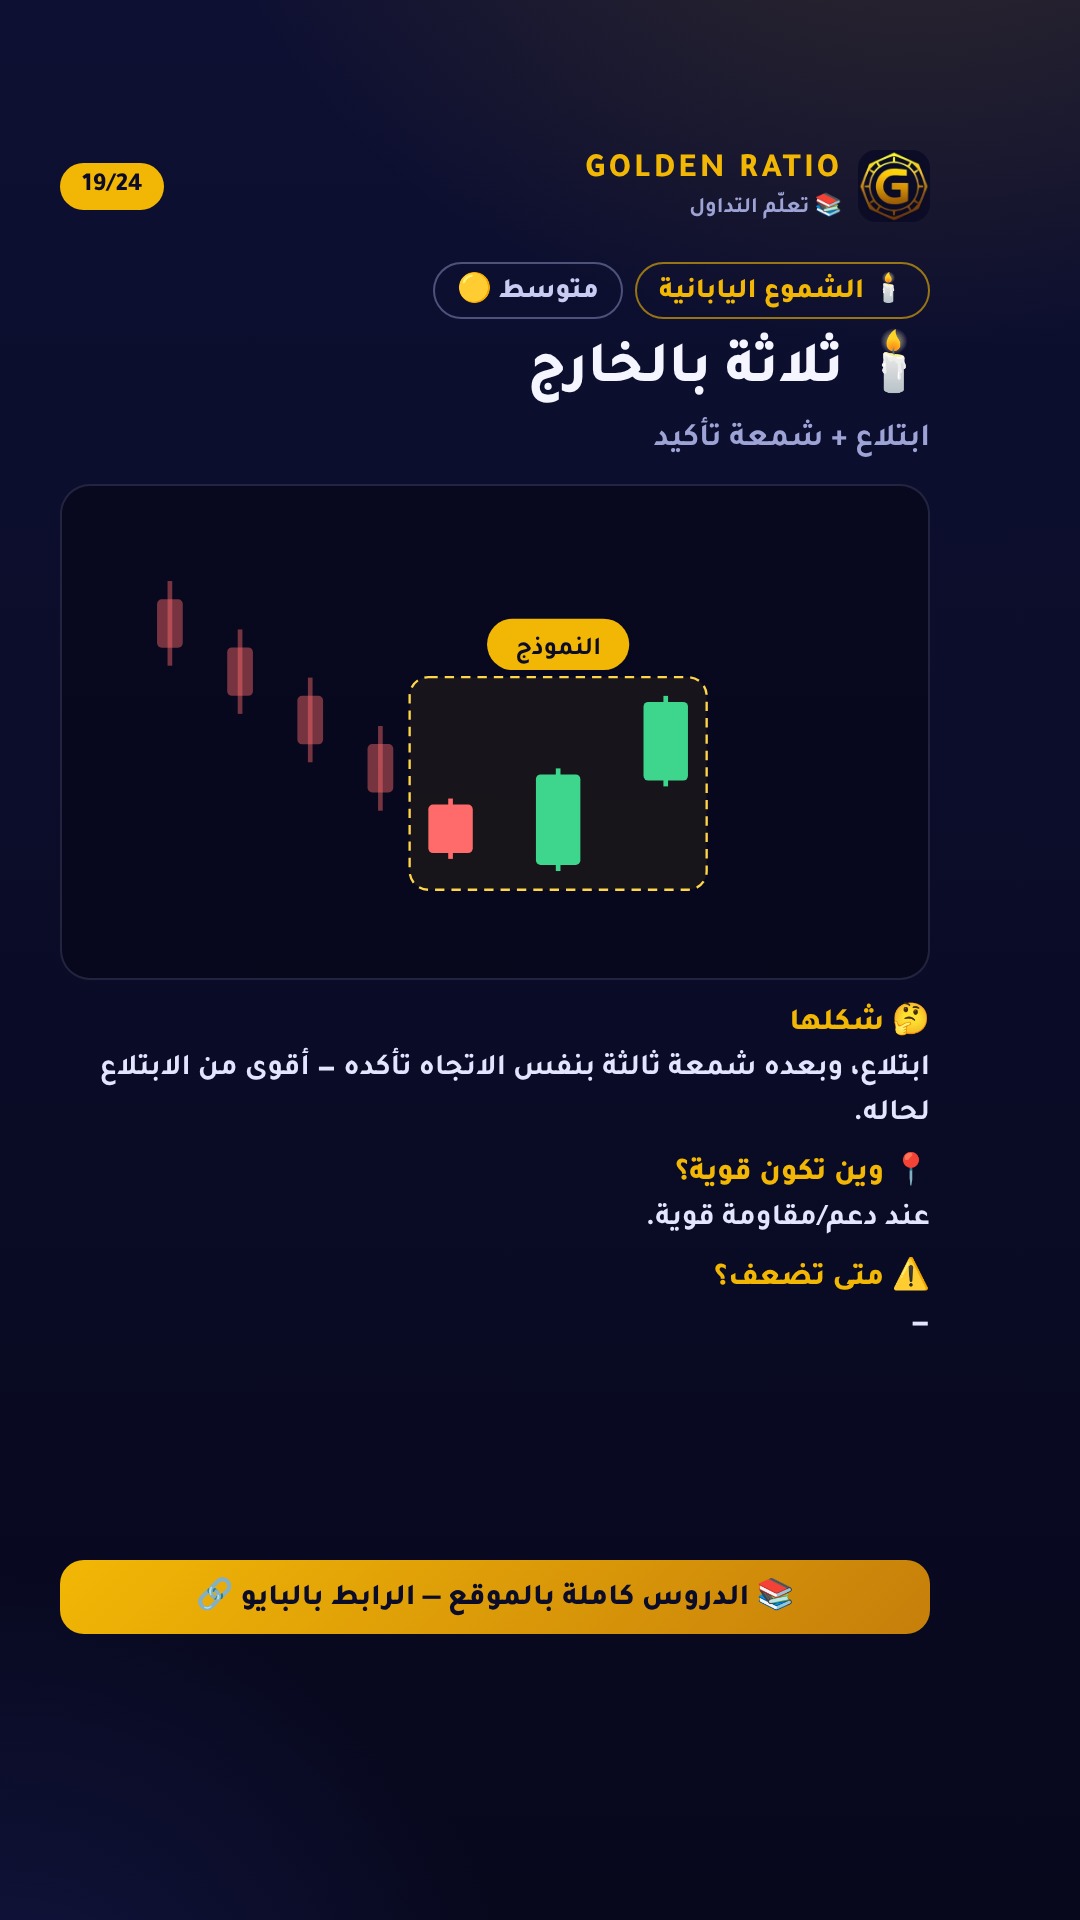 GOLDEN RATIO
📚 تعلّم التداول
19/24
🕯️ الشموع اليابانية
متوسط 🟡
🕯️ ثلاثة بالخارج
ابتلاع + شمعة تأكيد
النموذج
🤔 شكلها
ابتلاع، وبعده شمعة ثالثة بنفس الاتجاه تأكده – أقوى من الابتلاع
لحاله.
📍 وين تكون قوية؟
عند دعم/مقاومة قوية.
⚠️ متى تضعف؟
–
📚 الدروس كاملة بالموقع – الرابط بالبايو 🔗